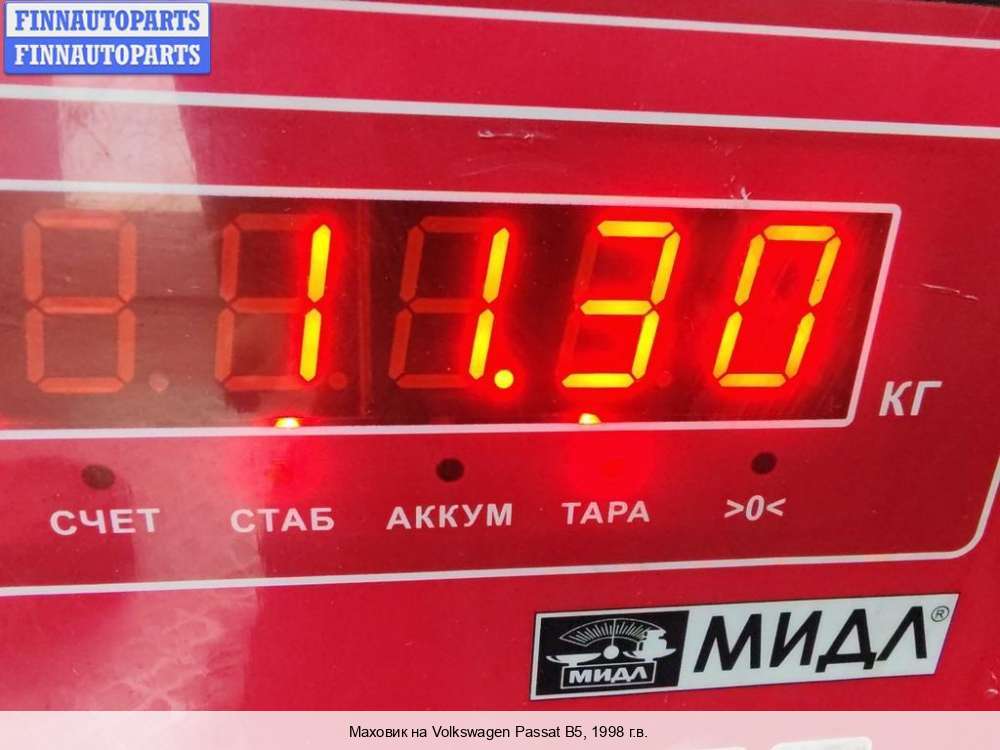 FINNAUTOPARTS
FINNAUTOPARTS
11.30
КГ
СЧЕТ СТАБ АККУМ ТАРА >0<
МИДЛ МИДЛ®
Маховик на Volkswagen Passat B5, 1998 г.в.